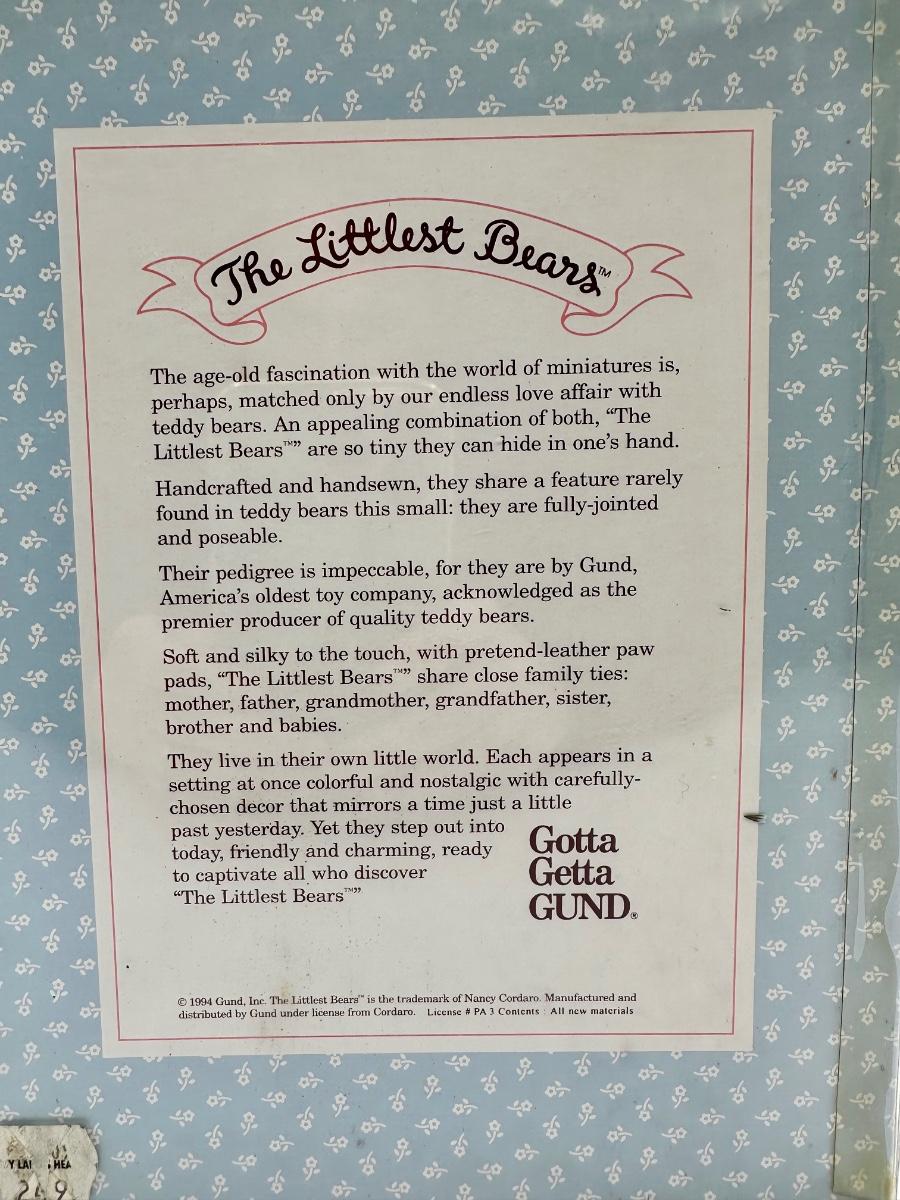 The Littlest Bears™
The age-old fascination with the world of miniatures is,
perhaps, matched only by our endless love affair with
teddy bears. An appealing combination of both, “The
Littlest Bears™” are so tiny they can hide in one’s hand.
Handcrafted and handsewn, they share a feature rarely
found in teddy bears this small: they are fully-jointed
and poseable.
Their pedigree is impeccable, for they are by Gund,
America’s oldest toy company, acknowledged as the
premier producer of quality teddy bears.
Soft and silky to the touch, with pretend-leather paw
pads, “The Littlest Bears™” share close family ties:
mother, father, grandmother, grandfather, sister,
brother and babies.
They live in their own little world. Each appears in a
setting at once colorful and nostalgic with carefully-
chosen decor that mirrors a time just a little
past yesterday. Yet they step out into
today, friendly and charming, ready
to captivate all who discover
“The Littlest Bears™”
Gotta
Getta
GUND®
© 1994 Gund, Inc. The Littlest Bears™ is the trademark of Nancy Cordaro. Manufactured and
distributed by Gund under license from Cordaro. License # PA 3 Contents : All new materials